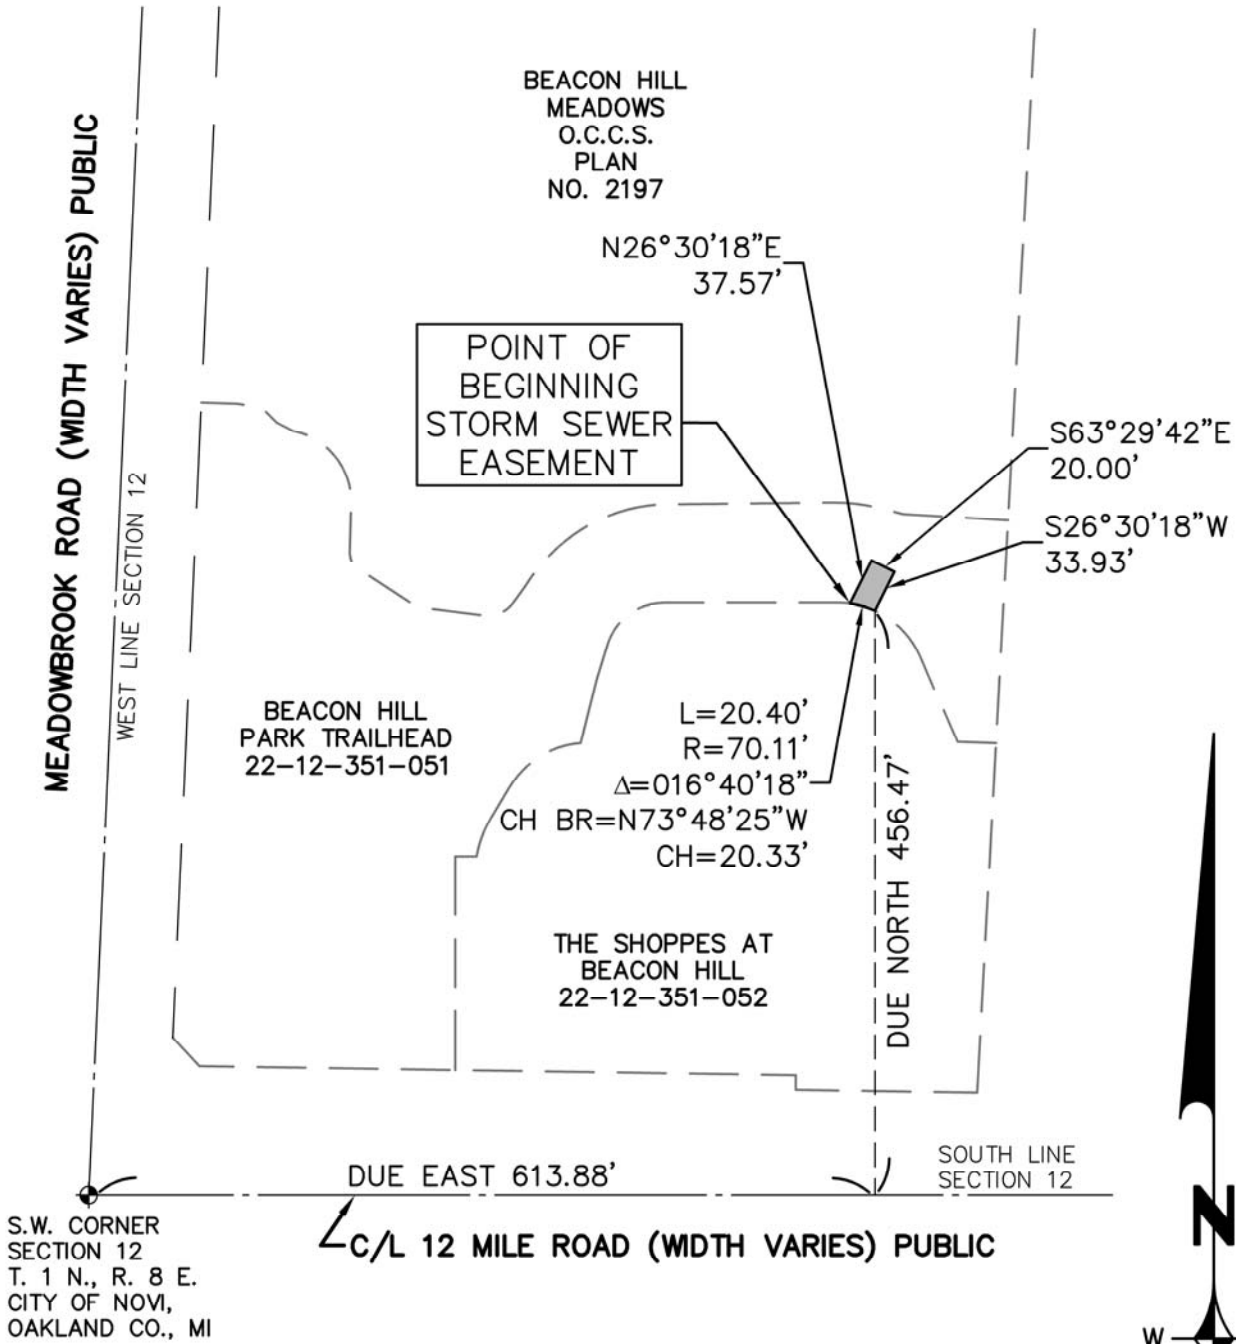 BEACON HILL
MEADOWS
O.C.C.S.
PLAN
NO. 2197
MEADOWBROOK ROAD (WIDTH VARIES) PUBLIC
WEST LINE SECTION 12
N26°30'18"E
37.57'
POINT OF
BEGINNING
STORM SEWER
EASEMENT
S63°29'42"E
20.00'
S26°30'18"W
33.93'
BEACON HILL
PARK TRAILHEAD
22-12-351-051
L=20.40'
R=70.11'
Δ=016°40'18"
CH BR=N73°48'25"W
CH=20.33'
DUE NORTH 456.47'
THE SHOPPES AT
BEACON HILL
22-12-351-052
DUE EAST 613.88'
SOUTH LINE
SECTION 12
C/L 12 MILE ROAD (WIDTH VARIES) PUBLIC
S.W. CORNER
SECTION 12
T. 1 N., R. 8 E.
CITY OF NOVI,
OAKLAND CO., MI
N
W